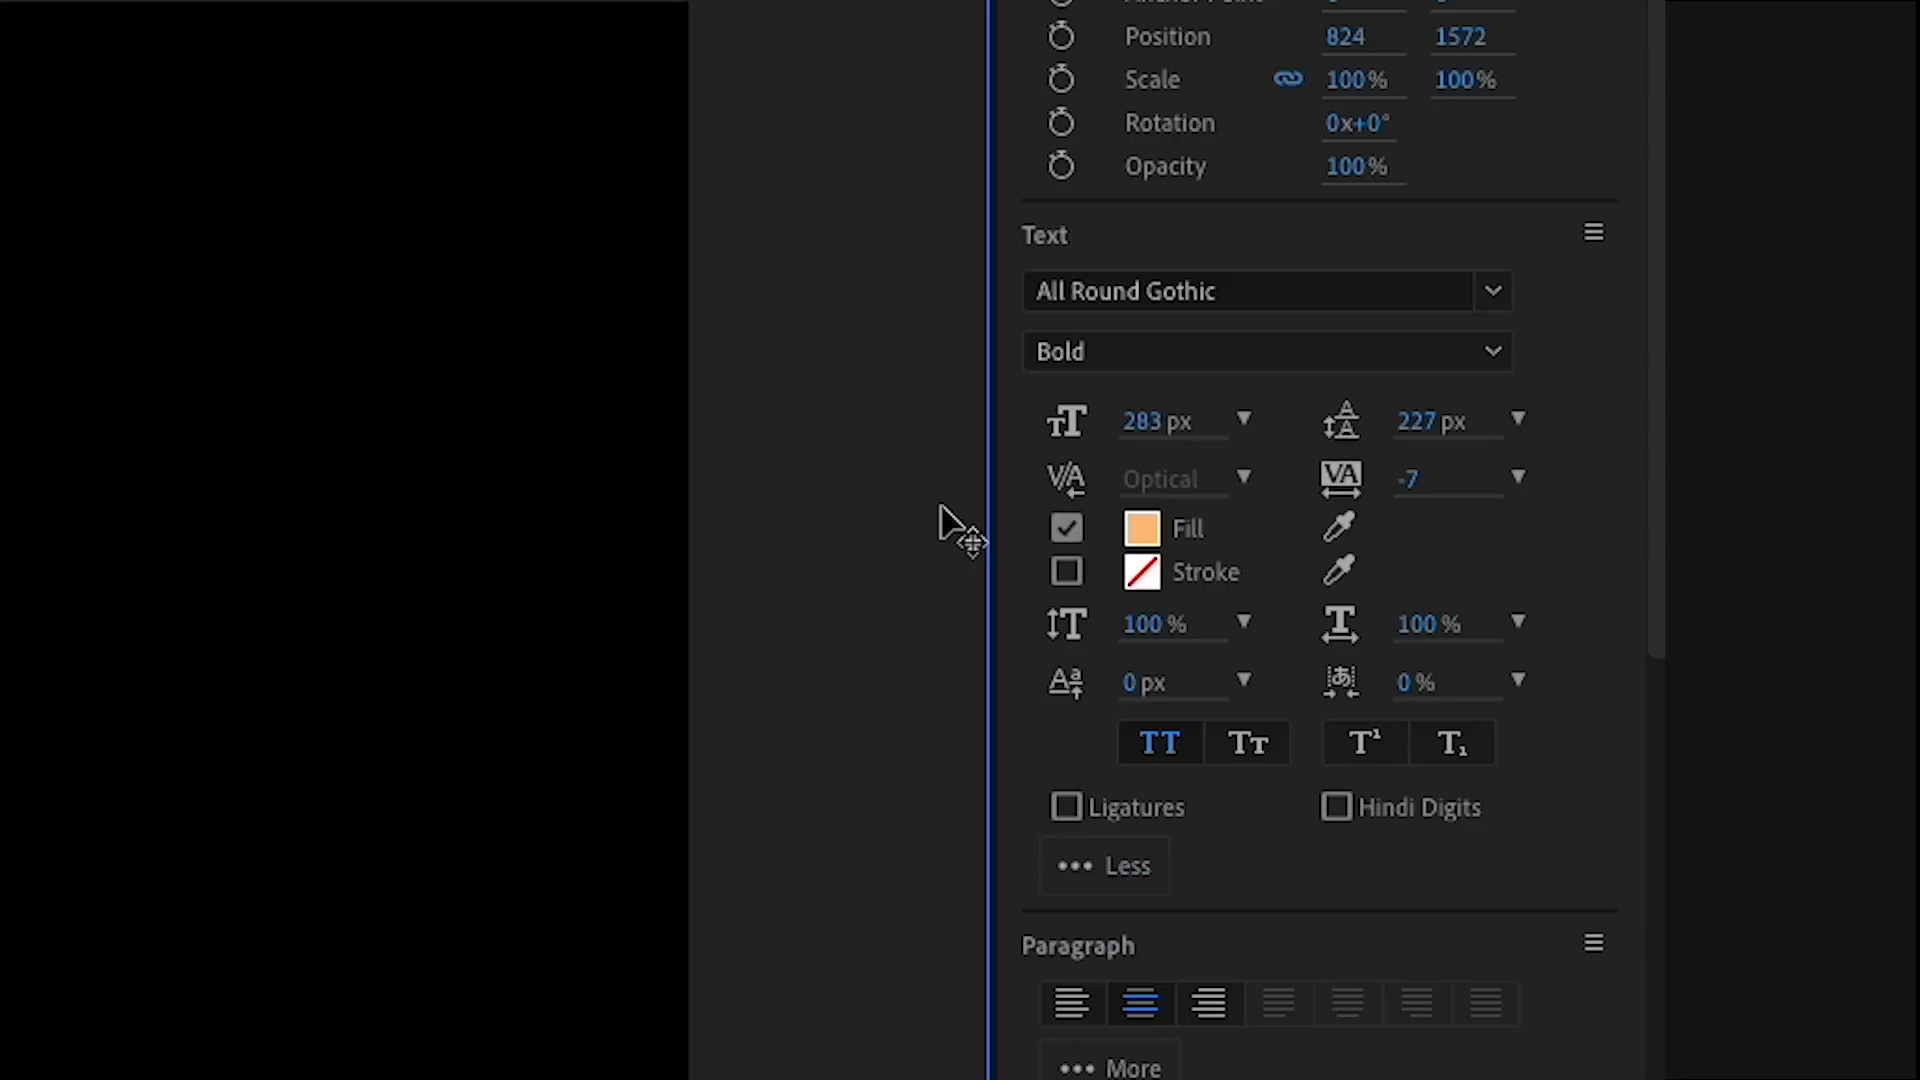 Position 824 1572
Scale 100% 100%
Rotation 0x+0°
Opacity 100%
Text
All Round Gothic
Bold
283 px 227 px
Optical -7
Fill
Stroke
100 % 100 %
0 px 0 %
TT Tт T¹ T₁
Ligatures Hindi Digits
••• Less
Paragraph
••• More